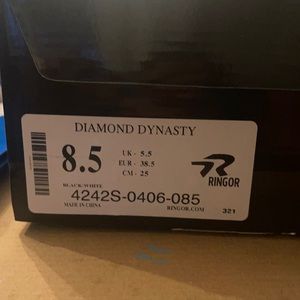 DIAMOND DYNASTY
8.5
UK - 5.5
EUR - 38.5
CM - 25
RINGOR
BLACK/WHITE
4242S-0406-085
MADE IN CHINA
RINGOR.COM
321